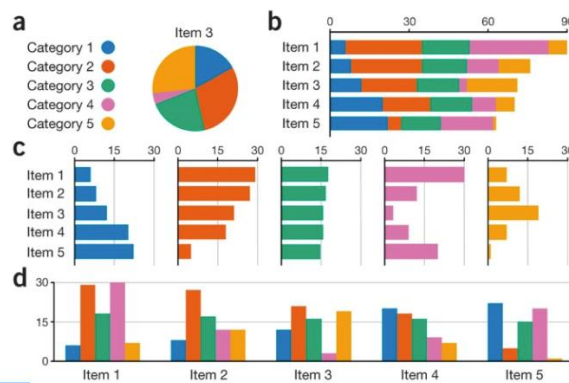 a
Item 3
Category 1
Category 2
Category 3
Category 4
Category 5
b
0 30 60 90
Item 1
Item 2
Item 3
Item 4
Item 5
c
0 15 30 0 15 30 0 15 30 0 15 30 0 15 30
Item 1
Item 2
Item 3
Item 4
Item 5
d
30
15
0
Item 1 Item 2 Item 3 Item 4 Item 5